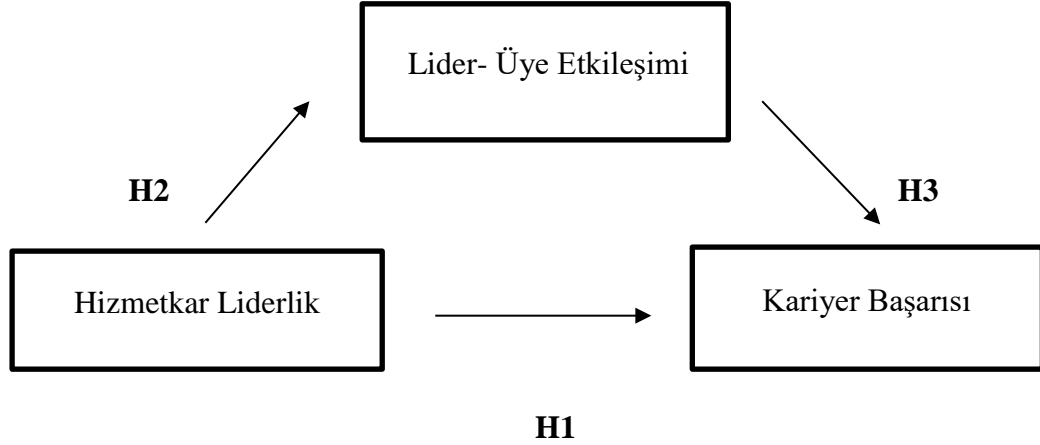 Lider- Üye Etkileşimi
H2
H3
Hizmetkar Liderlik
Kariyer Başarısı
H1